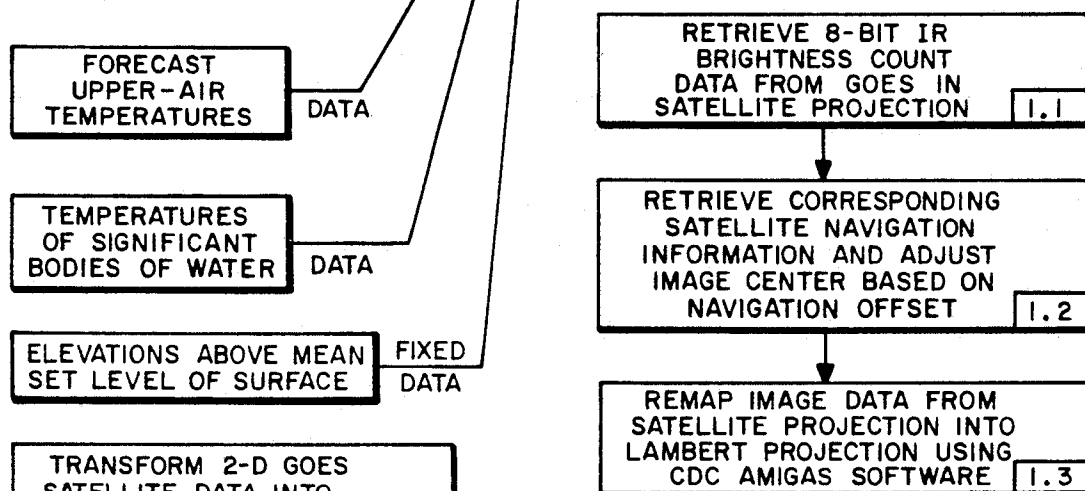 FORECAST
UPPER-AIR
TEMPERATURES
DATA
TEMPERATURES
OF SIGNIFICANT
BODIES OF WATER
DATA
ELEVATIONS ABOVE MEAN
SET LEVEL OF SURFACE
FIXED
DATA
TRANSFORM 2-D GOES
SATELLITE DATA INTO
RETRIEVE 8-BIT IR
BRIGHTNESS COUNT
DATA FROM GOES IN
SATELLITE PROJECTION
1.1
RETRIEVE CORRESPONDING
SATELLITE NAVIGATION
INFORMATION AND ADJUST
IMAGE CENTER BASED ON
NAVIGATION OFFSET
1.2
REMAP IMAGE DATA FROM
SATELLITE PROJECTION INTO
LAMBERT PROJECTION USING
CDC AMIGAS SOFTWARE
1.3